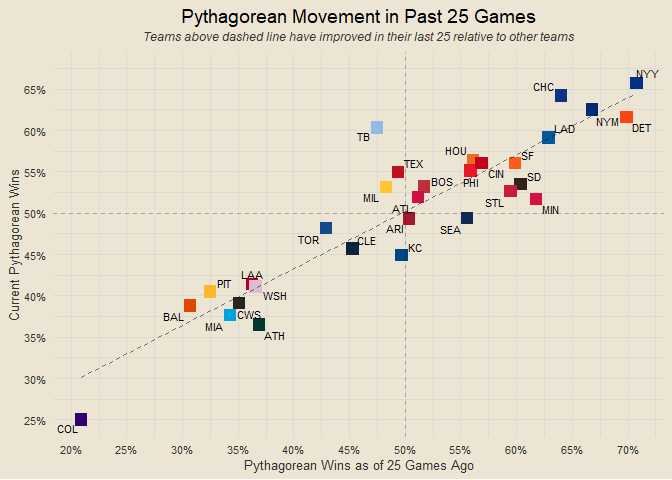 Pythagorean Movement in Past 25 Games
Teams above dashed line have improved in their last 25 relative to other teams
Current Pythagorean Wins
65%
60%
55%
50%
45%
40%
35%
30%
25%
NYY
CHC
NYM
DET
LAD
TB
HOU
SF
TEX
CIN
SD
BOS
PHI
MIL
STL
MIN
ATL
ARI
SEA
TOR
CLE
KC
LAA
PIT
WSH
BAL
CWS
MIA
ATH
COL
20%
25%
30%
35%
40%
45%
50%
55%
60%
65%
70%
Pythagorean Wins as of 25 Games Ago